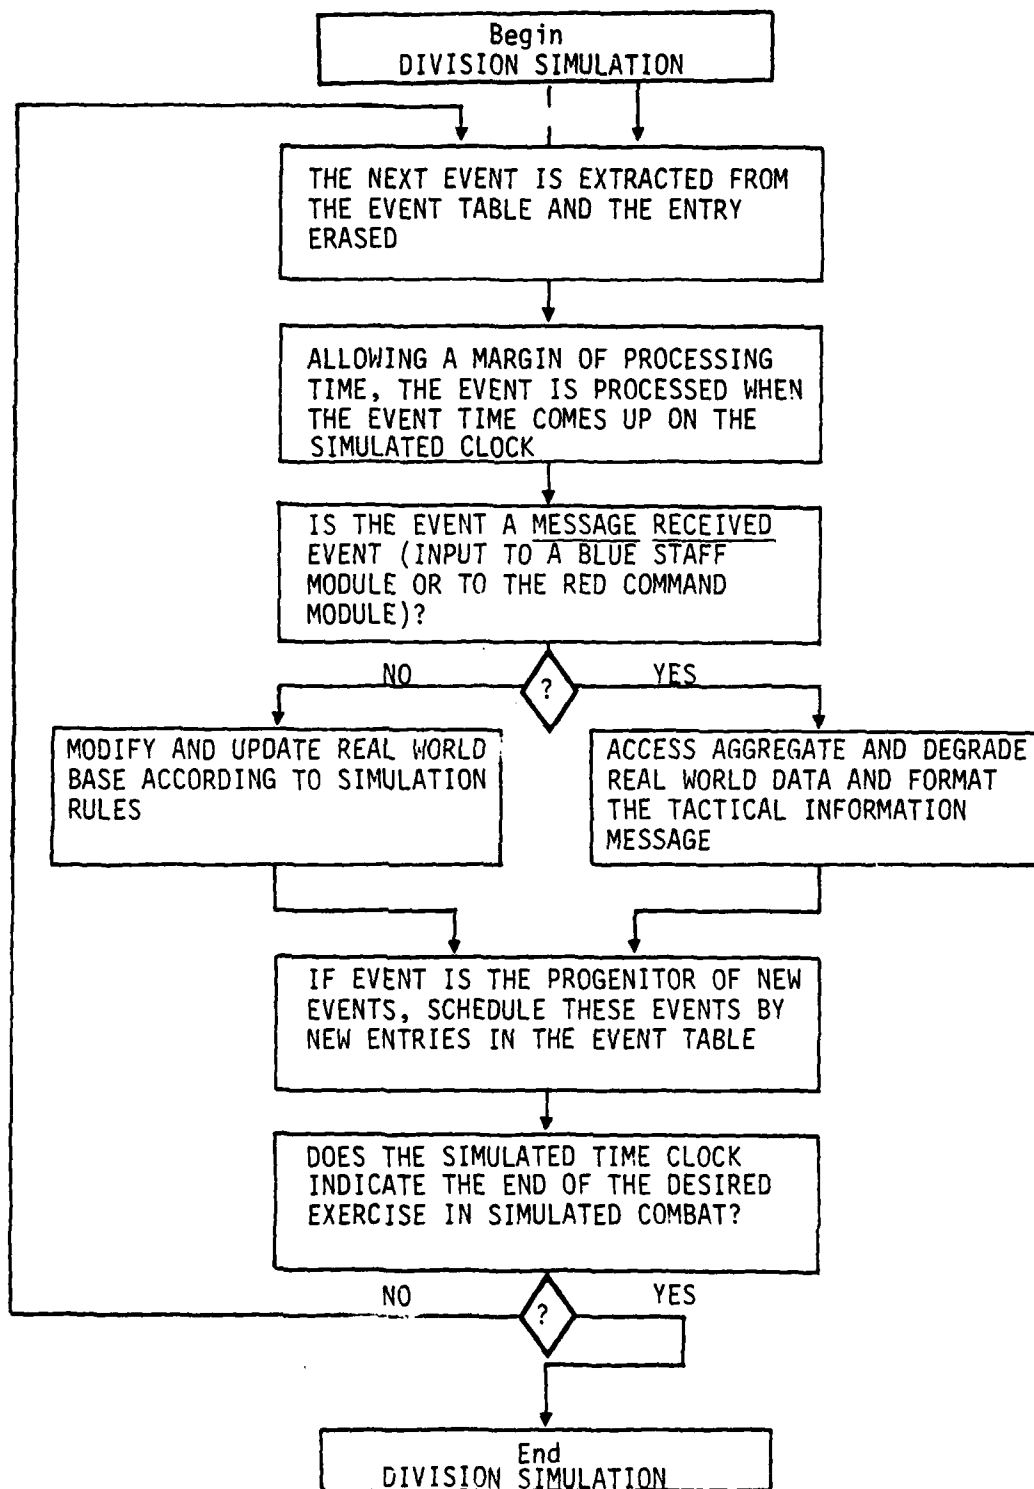 Begin
DIVISION SIMULATION
THE NEXT EVENT IS EXTRACTED FROM
THE EVENT TABLE AND THE ENTRY
ERASED
ALLOWING A MARGIN OF PROCESSING
TIME, THE EVENT IS PROCESSED WHEN
THE EVENT TIME COMES UP ON THE
SIMULATED CLOCK
IS THE EVENT A MESSAGE RECEIVED
EVENT (INPUT TO A BLUE STAFF
MODULE OR TO THE RED COMMAND
MODULE)?
NO
YES
?
MODIFY AND UPDATE REAL WORLD
BASE ACCORDING TO SIMULATION
RULES
ACCESS AGGREGATE AND DEGRADE
REAL WORLD DATA AND FORMAT
THE TACTICAL INFORMATION
MESSAGE
IF EVENT IS THE PROGENITOR OF NEW
EVENTS, SCHEDULE THESE EVENTS BY
NEW ENTRIES IN THE EVENT TABLE
DOES THE SIMULATED TIME CLOCK
INDICATE THE END OF THE DESIRED
EXERCISE IN SIMULATED COMBAT?
NO
YES
?
End
DIVISION SIMULATION